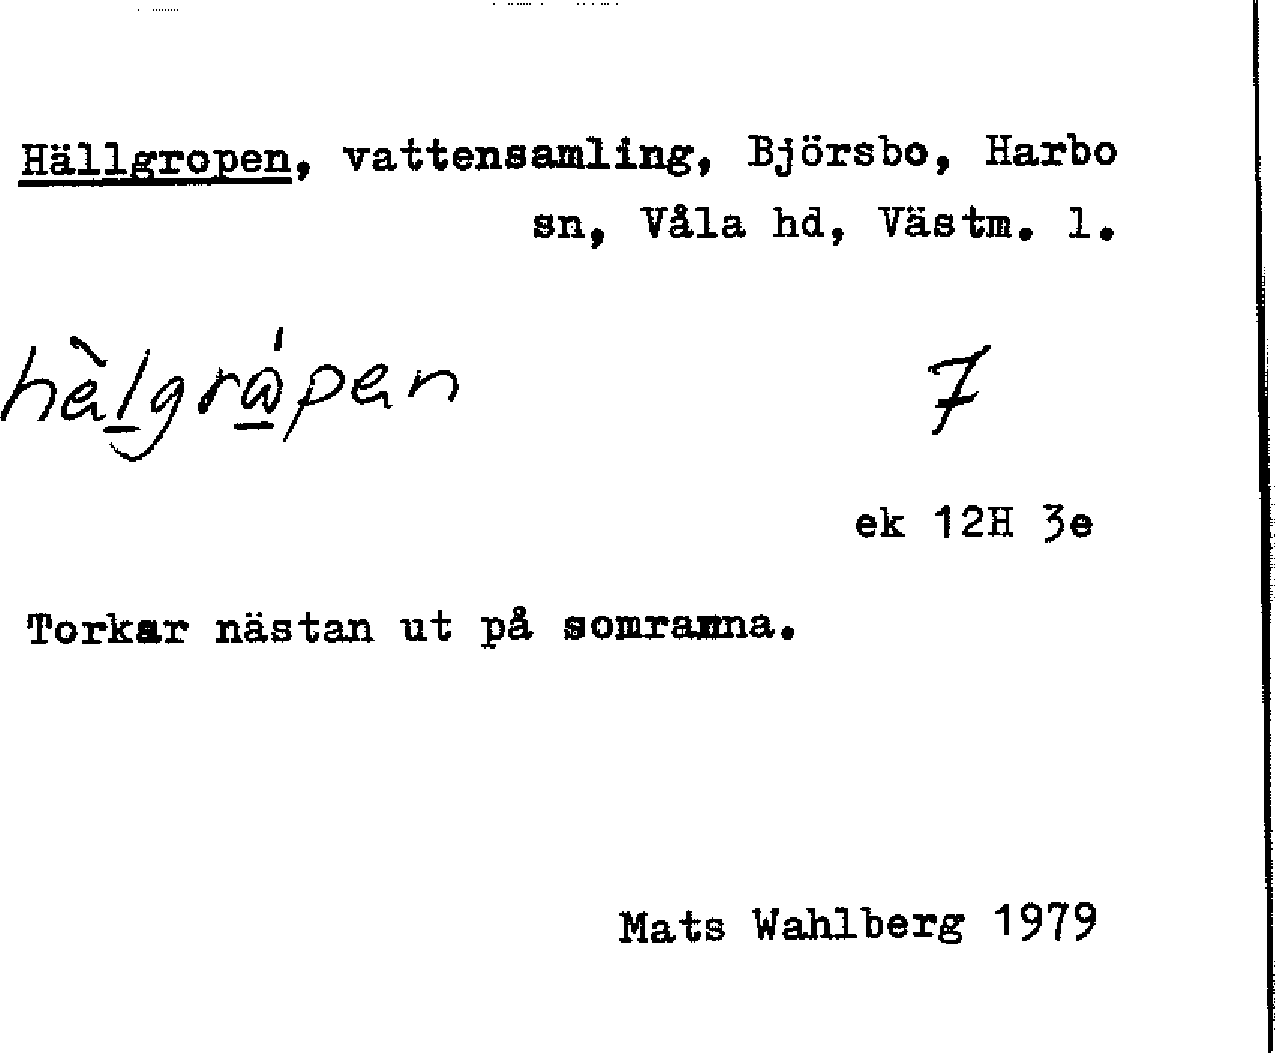 Hällgropen, vattensamling, Björsbo, Harbo
sn, Våla hd, Västm. l.
7
ek 12H 3e
Torkar nästan ut på somrarna.
Mats Wahlberg 1979